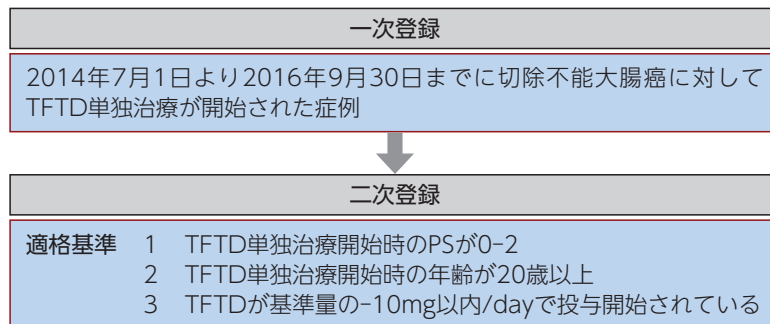 一次登録
2014年7月1日より2016年9月30日までに切除不能大腸癌に対して
TFTD単独治療が開始された症例
二次登録
適格基準 1 TFTD単独治療開始時のPSが0-2
2 TFTD単独治療開始時の年齢が20歳以上
3 TFTDが基準量の-10mg以内/dayで投与開始されている